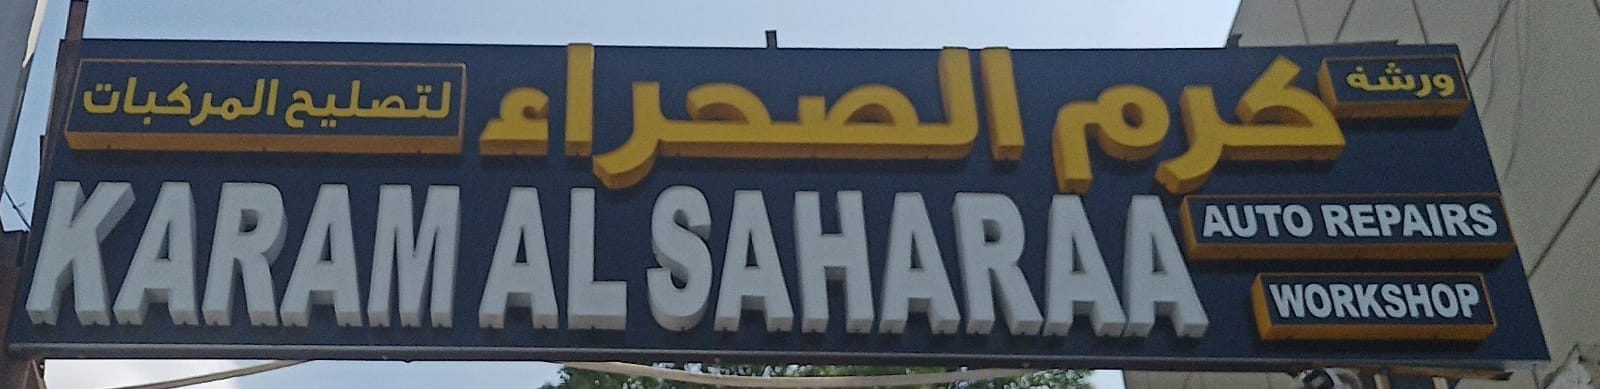 ورشة
كرم الصحراء
لتصليح المركبات
KARAM AL SAHARAA
AUTO REPAIRS
WORKSHOP